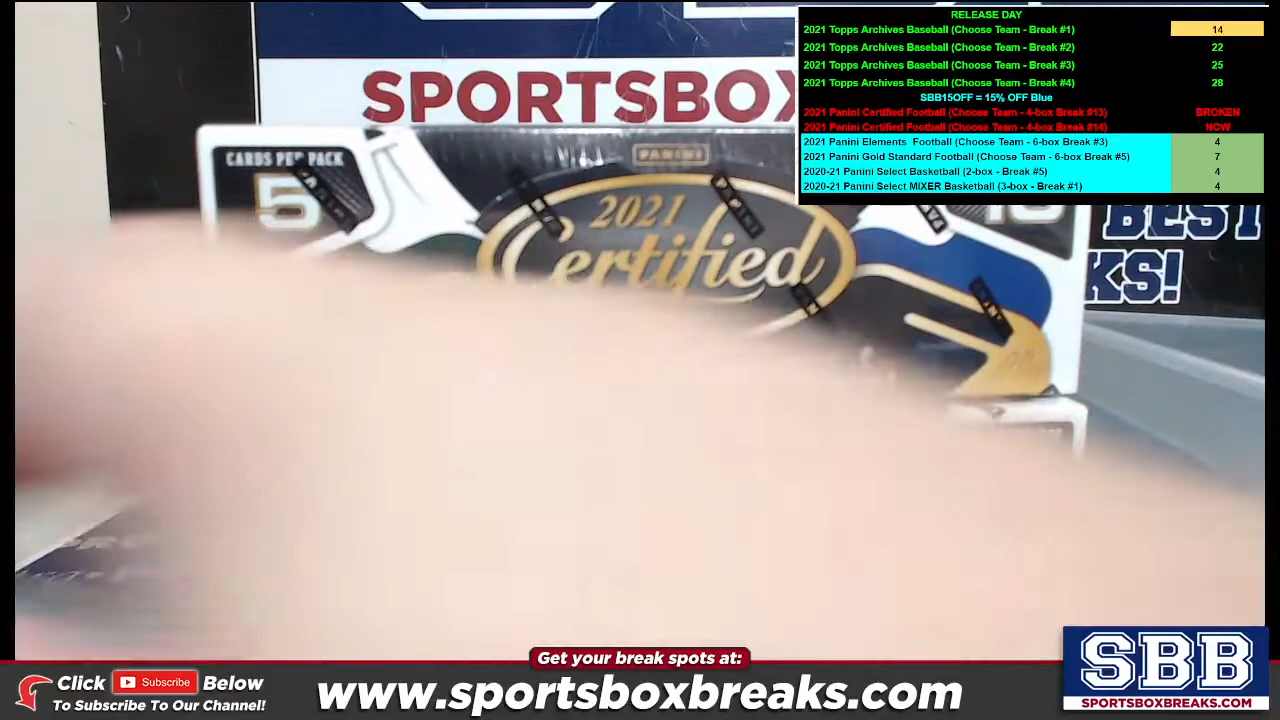 RELEASE DAY
2021 Topps Archives Baseball (Choose Team - Break #1) 14
2021 Topps Archives Baseball (Choose Team - Break #2) 22
2021 Topps Archives Baseball (Choose Team - Break #3) 25
2021 Topps Archives Baseball (Choose Team - Break #4) 28
SBB15OFF = 15% OFF Blue
2021 Panini Certified Football (Choose Team - 4-box Break #13) BROKEN
2021 Panini Certified Football (Choose Team - 4-box Break #14) NOW
2021 Panini Elements Football (Choose Team - 6-box Break #3) 4
2021 Panini Gold Standard Football (Choose Team - 6-box Break #5) 7
2020-21 Panini Select Basketball (2-box - Break #5) 4
2020-21 Panini Select MIXER Basketball (3-box - Break #1) 4
SPORTSBOX
CARDS PER PACK
5
PANINI
10
2021
Certified
BEST
KS!
Get your break spots at:
Click Subscribe Below
To Subscribe To Our Channel!
www.sportsboxbreaks.com
SBB
SPORTSBOXBREAKS.COM